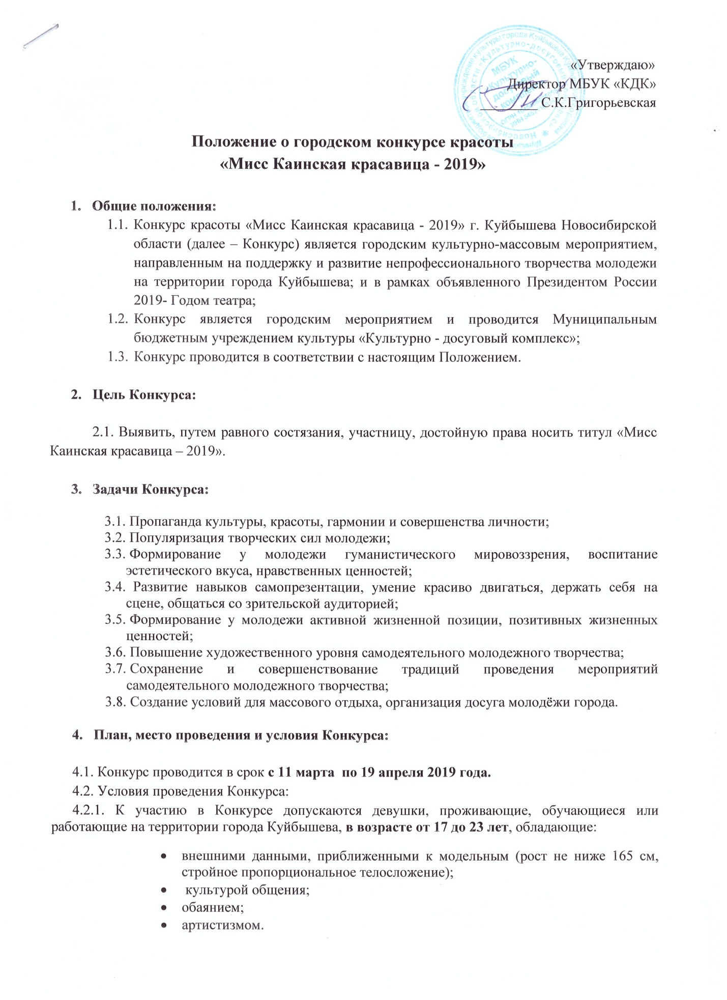 «Утверждаю»
Директор МБУК «КДК»
________ С.К.Григорьевская
МБУК
«Культурно-
досуговый
комплекс»
Положение о городском конкурсе красоты
«Мисс Каинская красавица - 2019»
1. Общие положения:
1.1. Конкурс красоты «Мисс Каинская красавица - 2019» г. Куйбышева Новосибирской
области (далее – Конкурс) является городским культурно-массовым мероприятием,
направленным на поддержку и развитие непрофессионального творчества молодежи
на территории города Куйбышева; и в рамках объявленного Президентом России
2019- Годом театра;
1.2. Конкурс является городским мероприятием и проводится Муниципальным
бюджетным учреждением культуры «Культурно - досуговый комплекс»;
1.3. Конкурс проводится в соответствии с настоящим Положением.
2. Цель Конкурса:
2.1. Выявить, путем равного состязания, участницу, достойную права носить титул «Мисс
Каинская красавица – 2019».
3. Задачи Конкурса:
3.1. Пропаганда культуры, красоты, гармонии и совершенства личности;
3.2. Популяризация творческих сил молодежи;
3.3. Формирование у молодежи гуманистического мировоззрения, воспитание
эстетического вкуса, нравственных ценностей;
3.4. Развитие навыков самопрезентации, умение красиво двигаться, держать себя на
сцене, общаться со зрительской аудиторией;
3.5. Формирование у молодежи активной жизненной позиции, позитивных жизненных
ценностей;
3.6. Повышение художественного уровня самодеятельного молодежного творчества;
3.7. Сохранение и совершенствование традиций проведения мероприятий
самодеятельного молодежного творчества;
3.8. Создание условий для массового отдыха, организация досуга молодёжи города.
4. План, место проведения и условия Конкурса:
4.1. Конкурс проводится в срок с 11 марта по 19 апреля 2019 года.
4.2. Условия проведения Конкурса:
4.2.1. К участию в Конкурсе допускаются девушки, проживающие, обучающиеся или
работающие на территории города Куйбышева, в возрасте от 17 до 23 лет, обладающие:
• внешними данными, приближенными к модельным (рост не ниже 165 см,
стройное пропорциональное телосложение);
• культурой общения;
• обаянием;
• артистизмом.